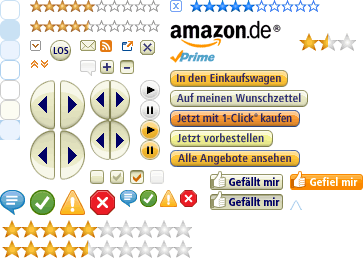 amazon.de®
LOS
Prime
In den Einkaufswagen
Auf meinen Wunschzettel
Jetzt mit 1-Click® kaufen
Jetzt vorbestellen
Alle Angebote ansehen
Gefällt mir
Gefiel mir
Gefällt mir